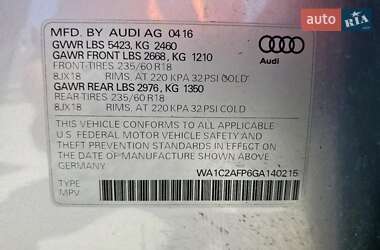 auto RIA.com
MFD. BY AUDI AG 04 16
GVWR LBS 5423, KG 2460
GAWR FRONT LBS 2668, KG 1210
FRONT-TIRES 235/60 R18
8JX18 RIMS, AT 220 KPA 32 PSI COLD
GAWR REAR LBS 2976, KG 1350
REAR-TIRES 235/60 R18
8JX18 RIMS, AT 220 KPA 32 PSI COLD
Audi
THIS VEHICLE CONFORMS TO ALL APPLICABLE
U.S. FEDERAL MOTOR VEHICLE SAFETY AND
THEFT PREVENTION STANDARDS IN EFFECT ON
THE DATE OF MANUFACTURE SHOWN ABOVE.
WA1C2AFP6GA140215
TYPE:
MPV